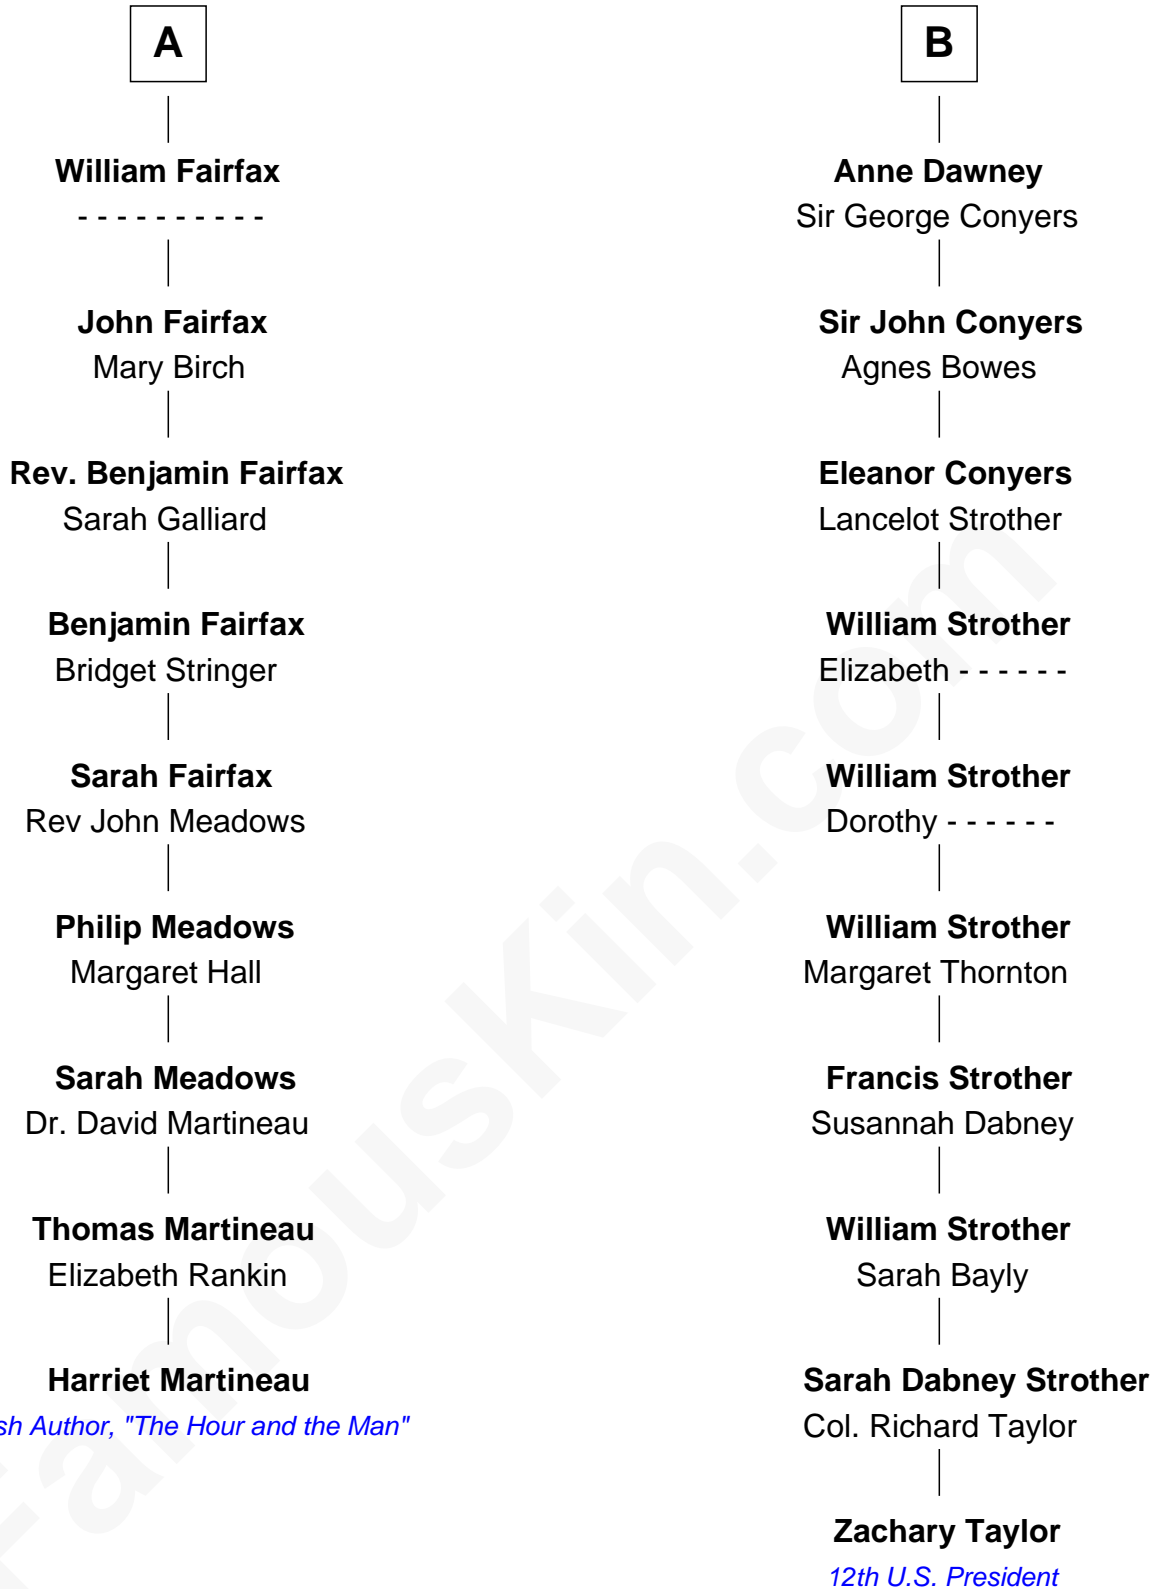 A
William Fairfax
- - - - - - - - - -
John Fairfax
Mary Birch
Rev. Benjamin Fairfax
Sarah Galliard
Benjamin Fairfax
Bridget Stringer
Sarah Fairfax
Rev John Meadows
Philip Meadows
Margaret Hall
Sarah Meadows
Dr. David Martineau
Thomas Martineau
Elizabeth Rankin
Harriet Martineau
Author, "The Hour and the Man"
B
Anne Dawney
Sir George Conyers
Sir John Conyers
Agnes Bowes
Eleanor Conyers
Lancelot Strother
William Strother
Elizabeth - - - - - -
William Strother
Dorothy - - - - - -
William Strother
Margaret Thornton
Francis Strother
Susannah Dabney
William Strother
Sarah Bayly
Sarah Dabney Strother
Col. Richard Taylor
Zachary Taylor
12th U.S. President
FamousKin.com